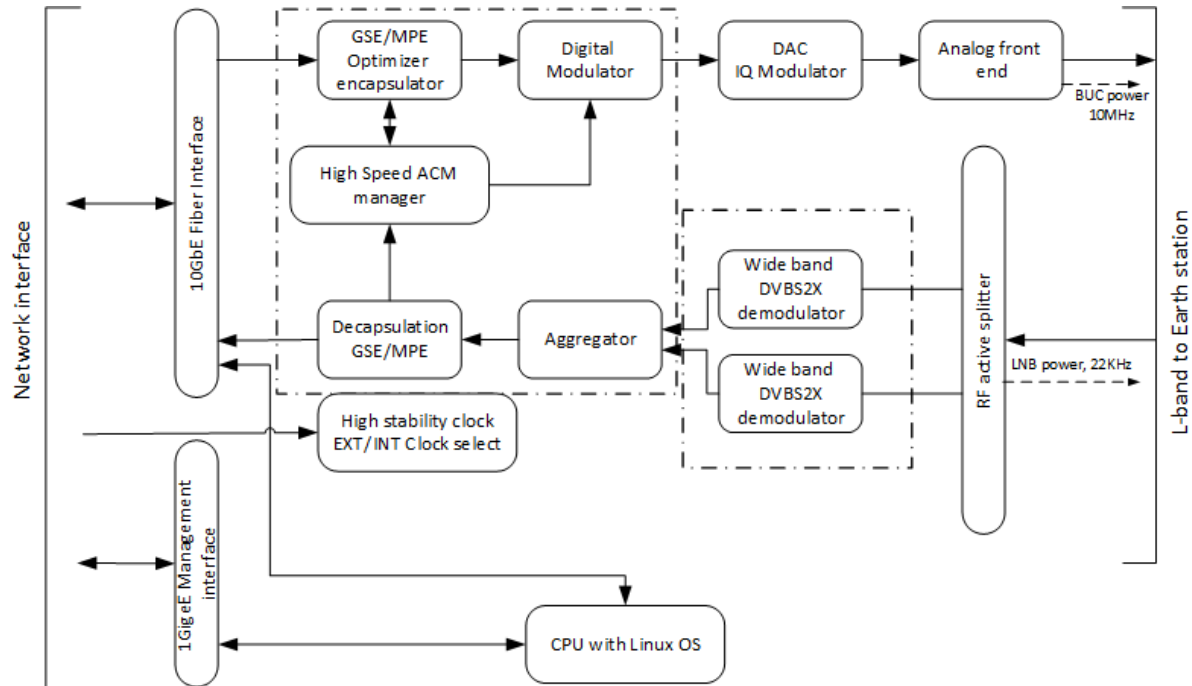 GSE/MPE
Optimizer
encapsulator
Digital
Modulator
DAC
IQ Modulator
Analog front
end
BUC power
10MHz
High Speed ACM
manager
10GbE Fiber Interface
Network interface
Wide band
DVBS2X
demodulator
Decapsulation
GSE/MPE
Aggregator
Wide band
DVBS2X
demodulator
RF active splitter
LNB power, 22KHz
L-band to Earth station
High stability clock
EXT/INT Clock select
1GigeE Management
interface
CPU with Linux OS